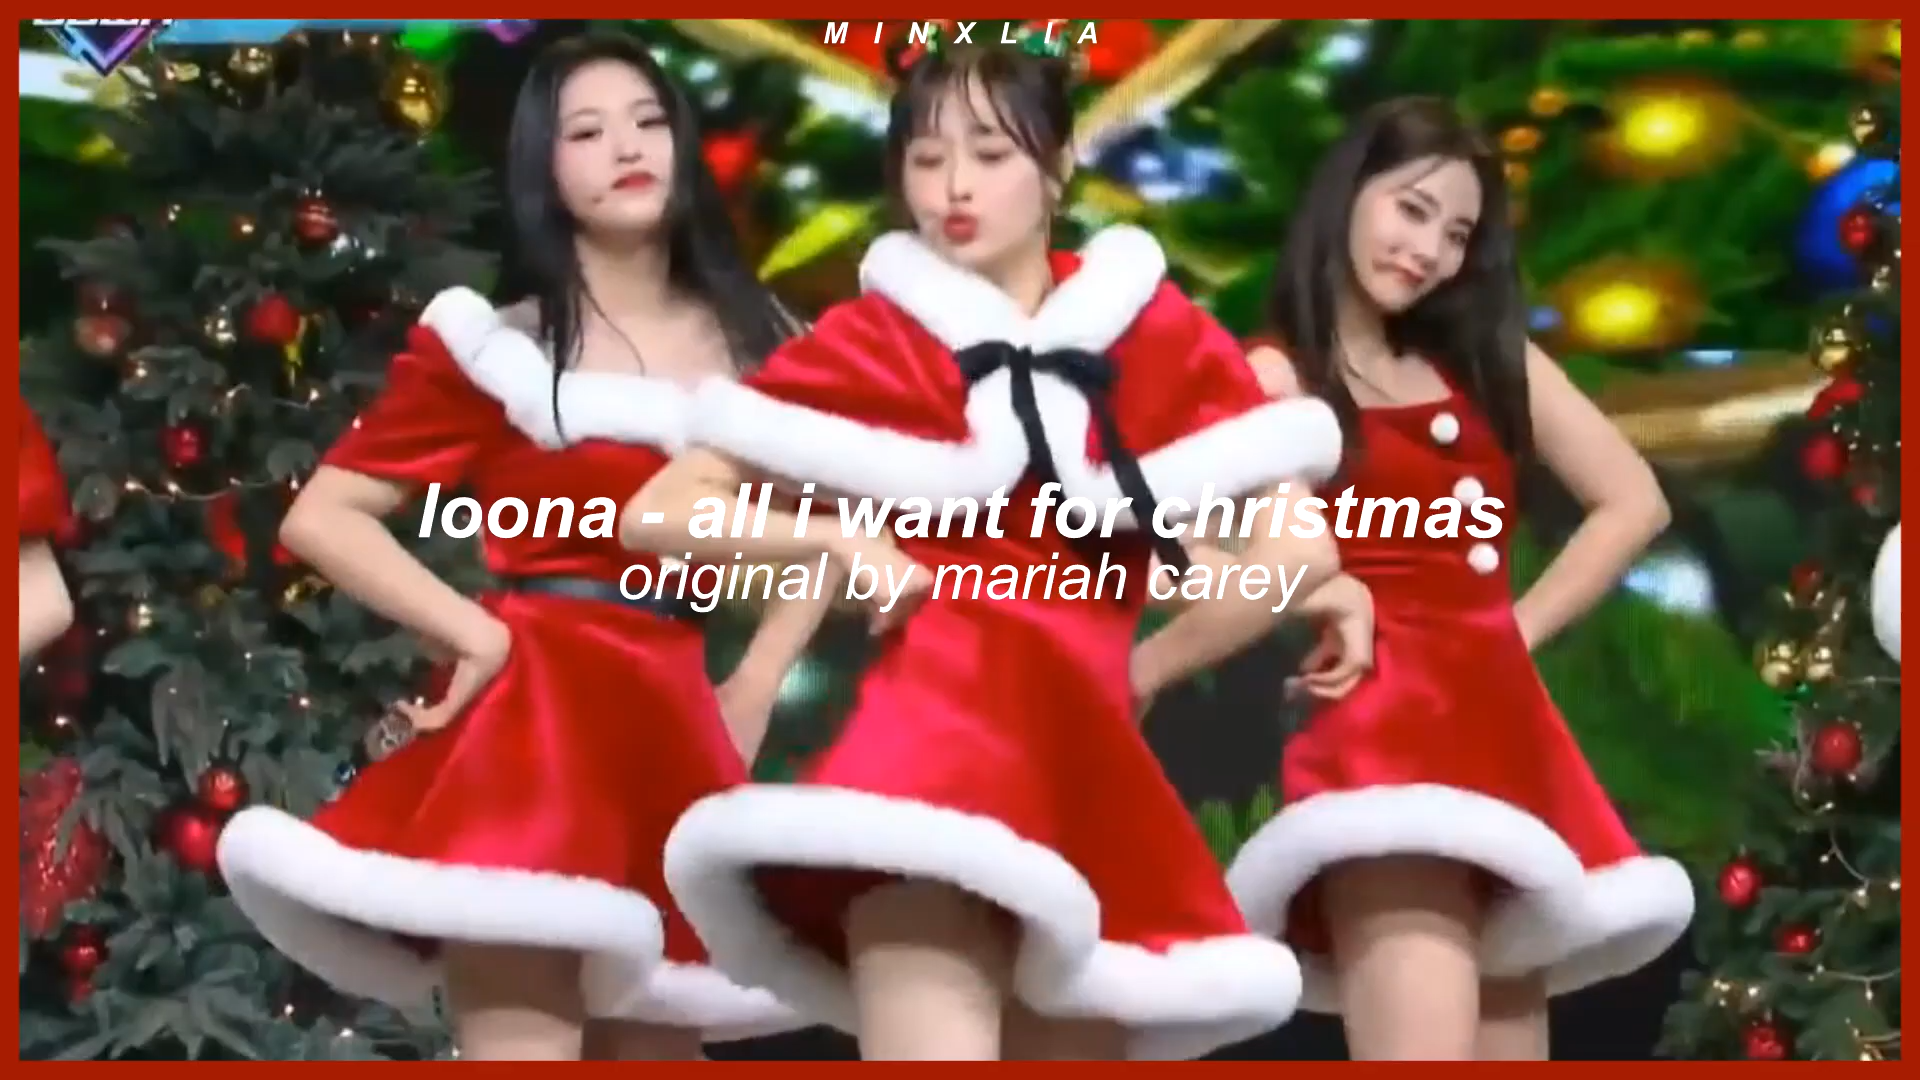 M I N X L I A
loona - all i want for christmas
original by mariah carey